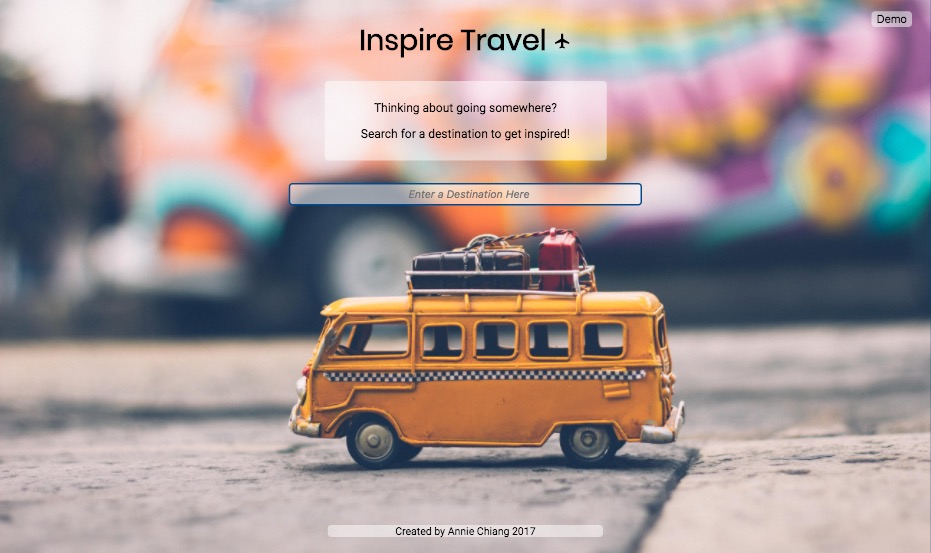 Demo
Inspire Travel
Thinking about going somewhere?
Search for a destination to get inspired!
Enter a Destination Here
Created by Annie Chiang 2017